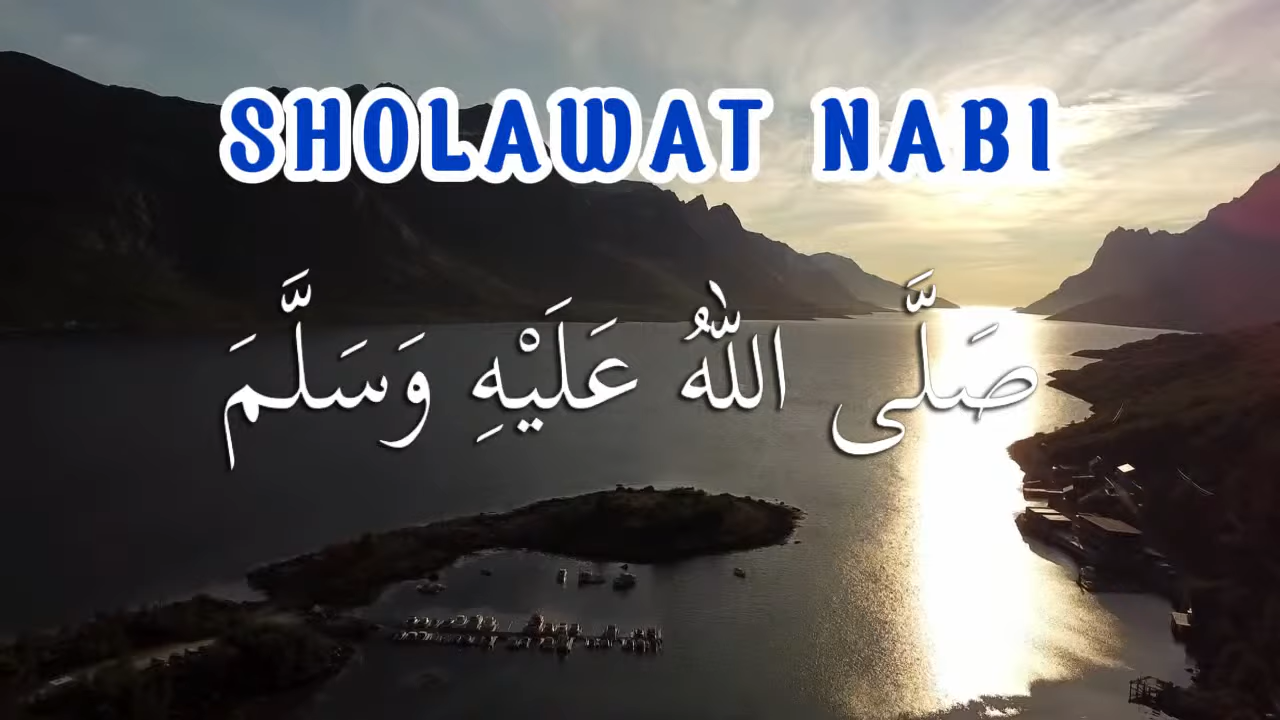 SHOLAWAT NABI
صَلَّى اللّٰهُ عَلَيْهِ وَسَلَّمَ